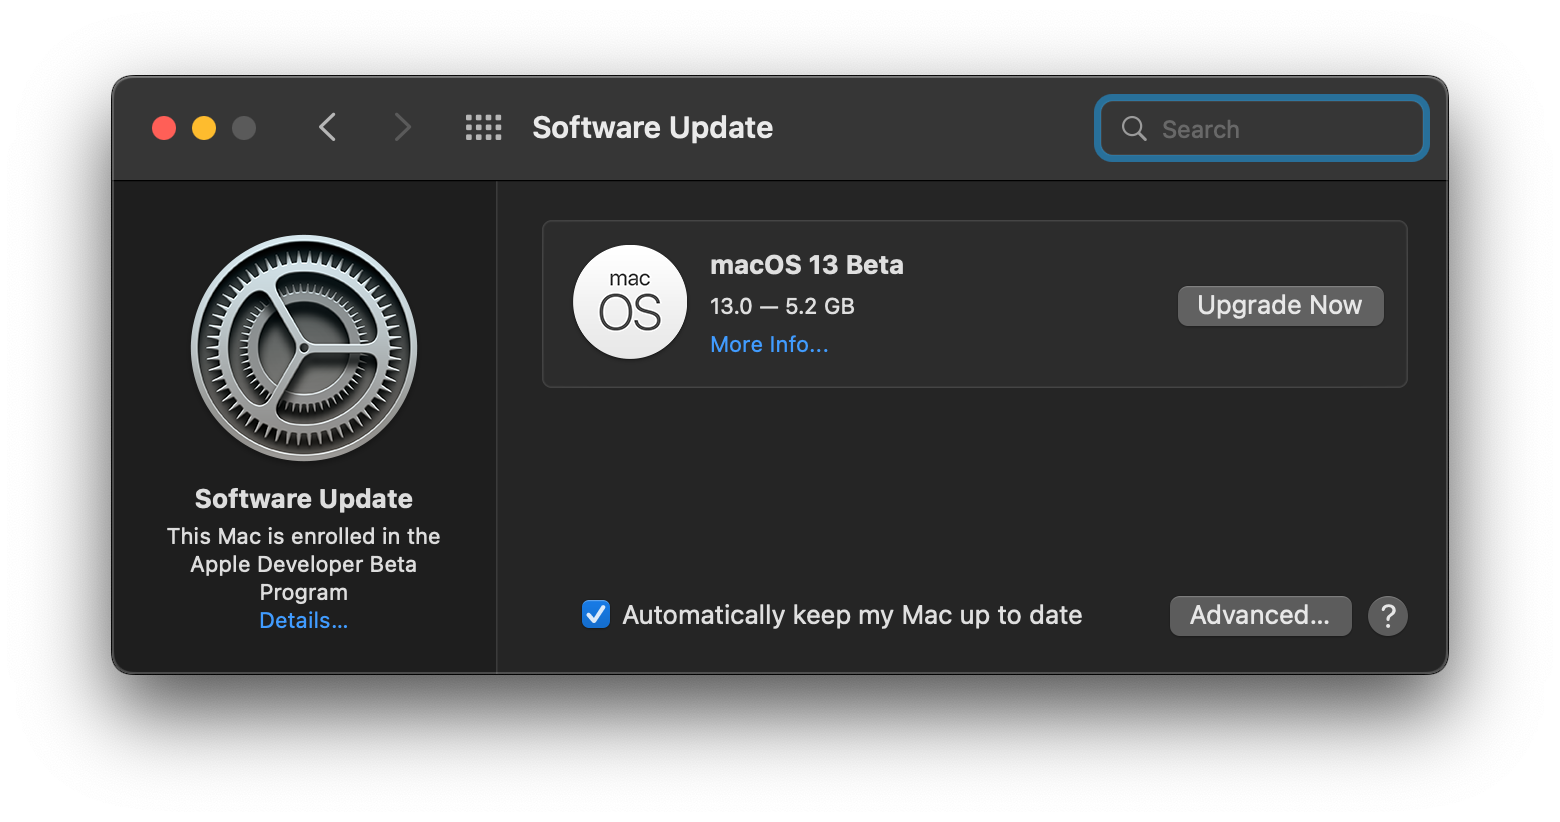 Software Update
Search
mac
OS
macOS 13 Beta
13.0 — 5.2 GB
More Info...
Upgrade Now
Software Update
This Mac is enrolled in the
Apple Developer Beta
Program
Details...
Automatically keep my Mac up to date
Advanced...
?